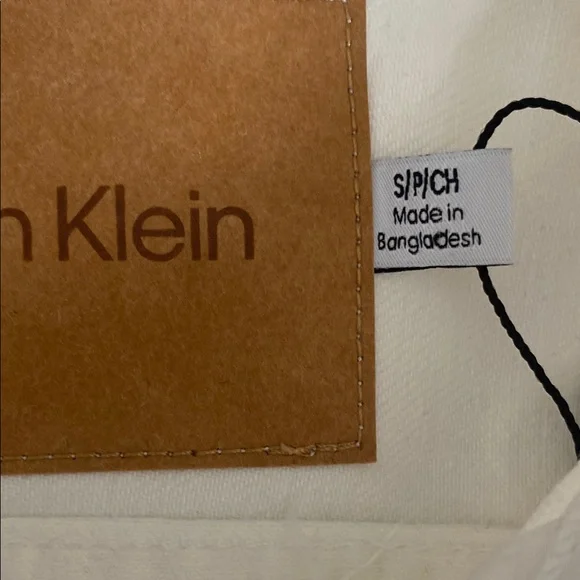 n Klein
S/P/CH
Made in
Bangladesh